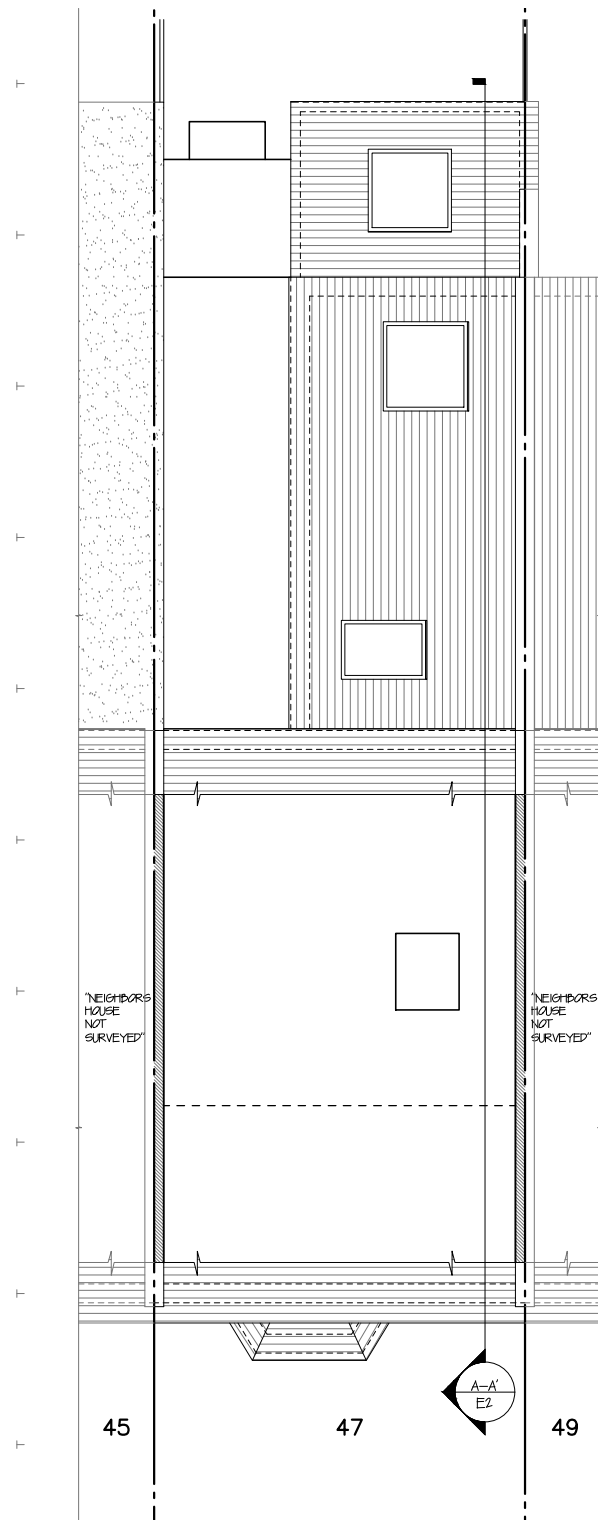 "NEIGHBORS
HOUSE
NOT
SURVEYED"
"NEIGHBORS
HOUSE
NOT
SURVEYED"
A-A'
E2
45
47
49